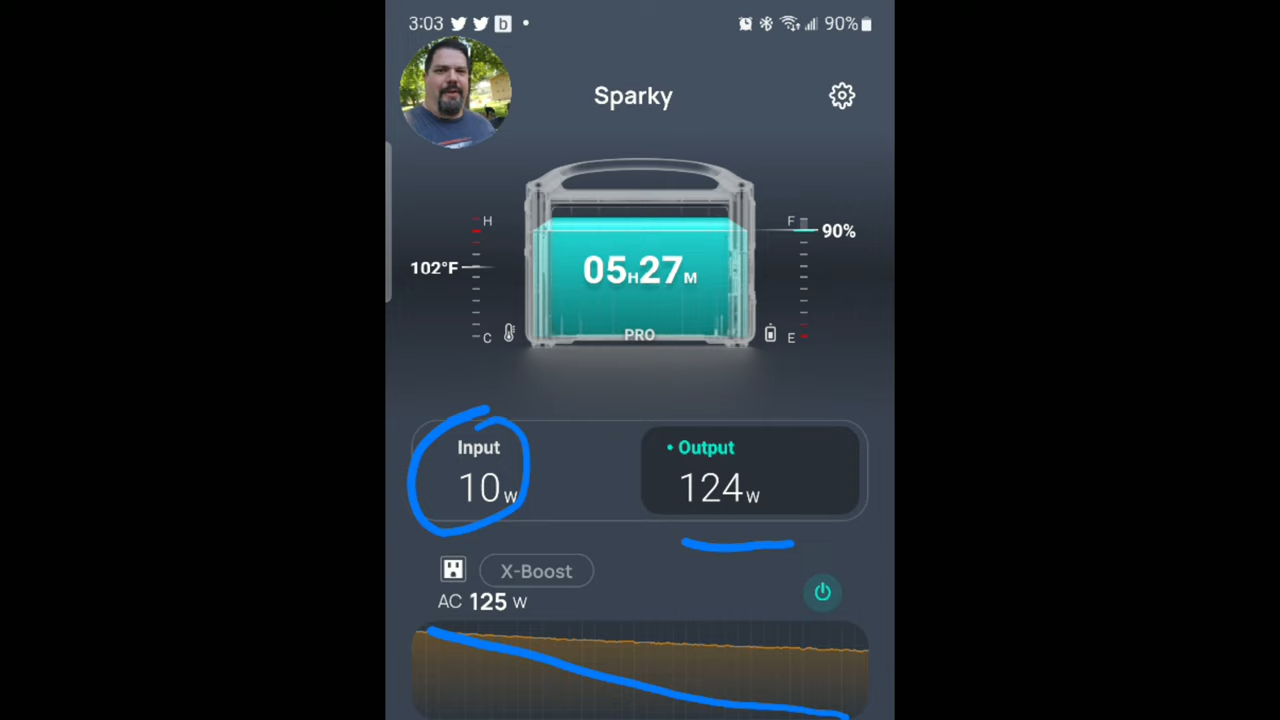 3:03 b 90%
Sparky
H
F
90%
102°F
05H27M
C
PRO
E
Input
Output
10W
124W
X-Boost
AC 125 W